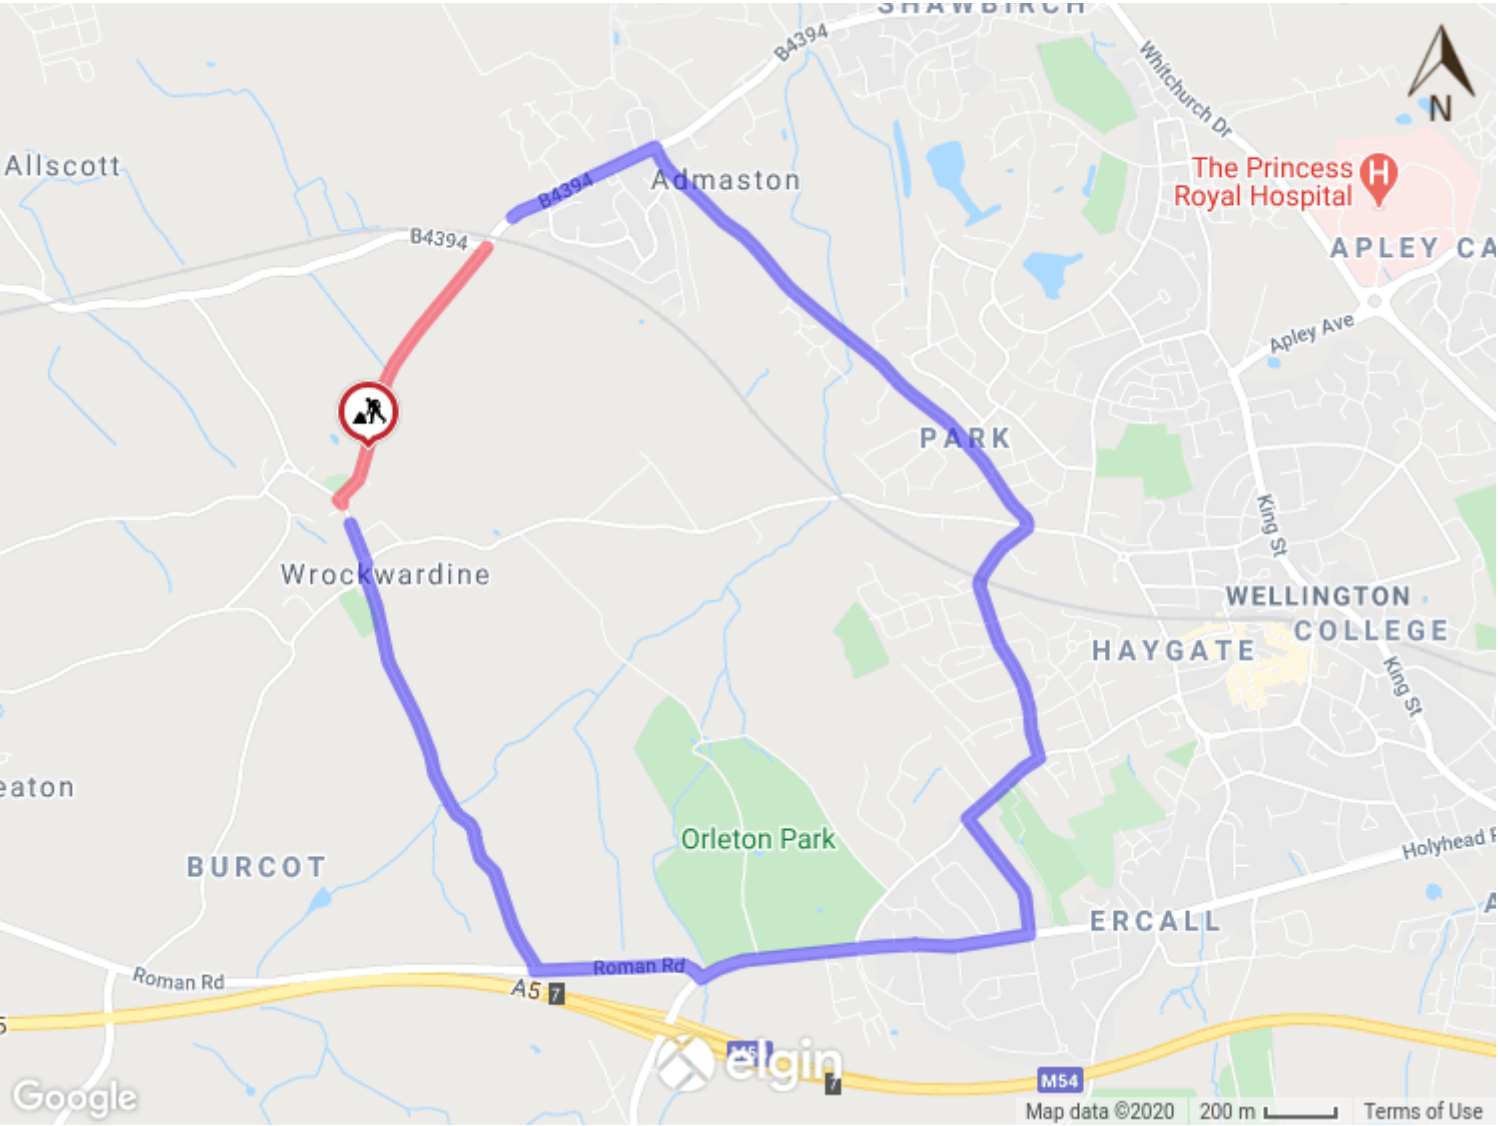 SHAWBIRCH
B4394
Whitchurch Dr
N
Allscott
The Princess
Royal Hospital
H
Admaston
B4394
B4394
APLEY CA
Apley Ave
PARK
King St
Wrockwardine
WELLINGTON
COLLEGE
HAYGATE
King St
eaton
Orleton Park
BURCOT
Holyhead R
ERCALL
A
Roman Rd
Roman Rd
A5
7
5
elgin
7
M54
Google
Map data ©2020
200 m
Terms of Use